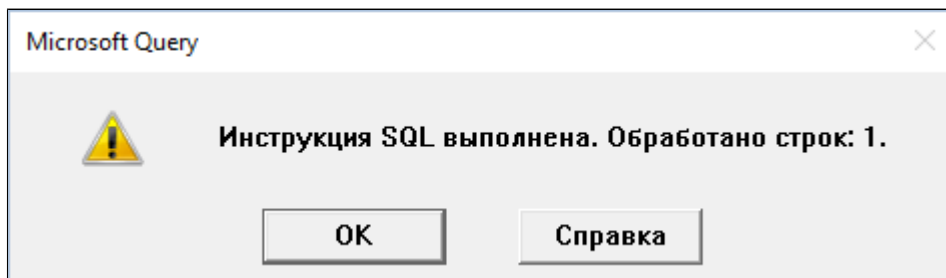 Microsoft Query
Инструкция SQL выполнена. Обработано строк: 1.
OK
Справка